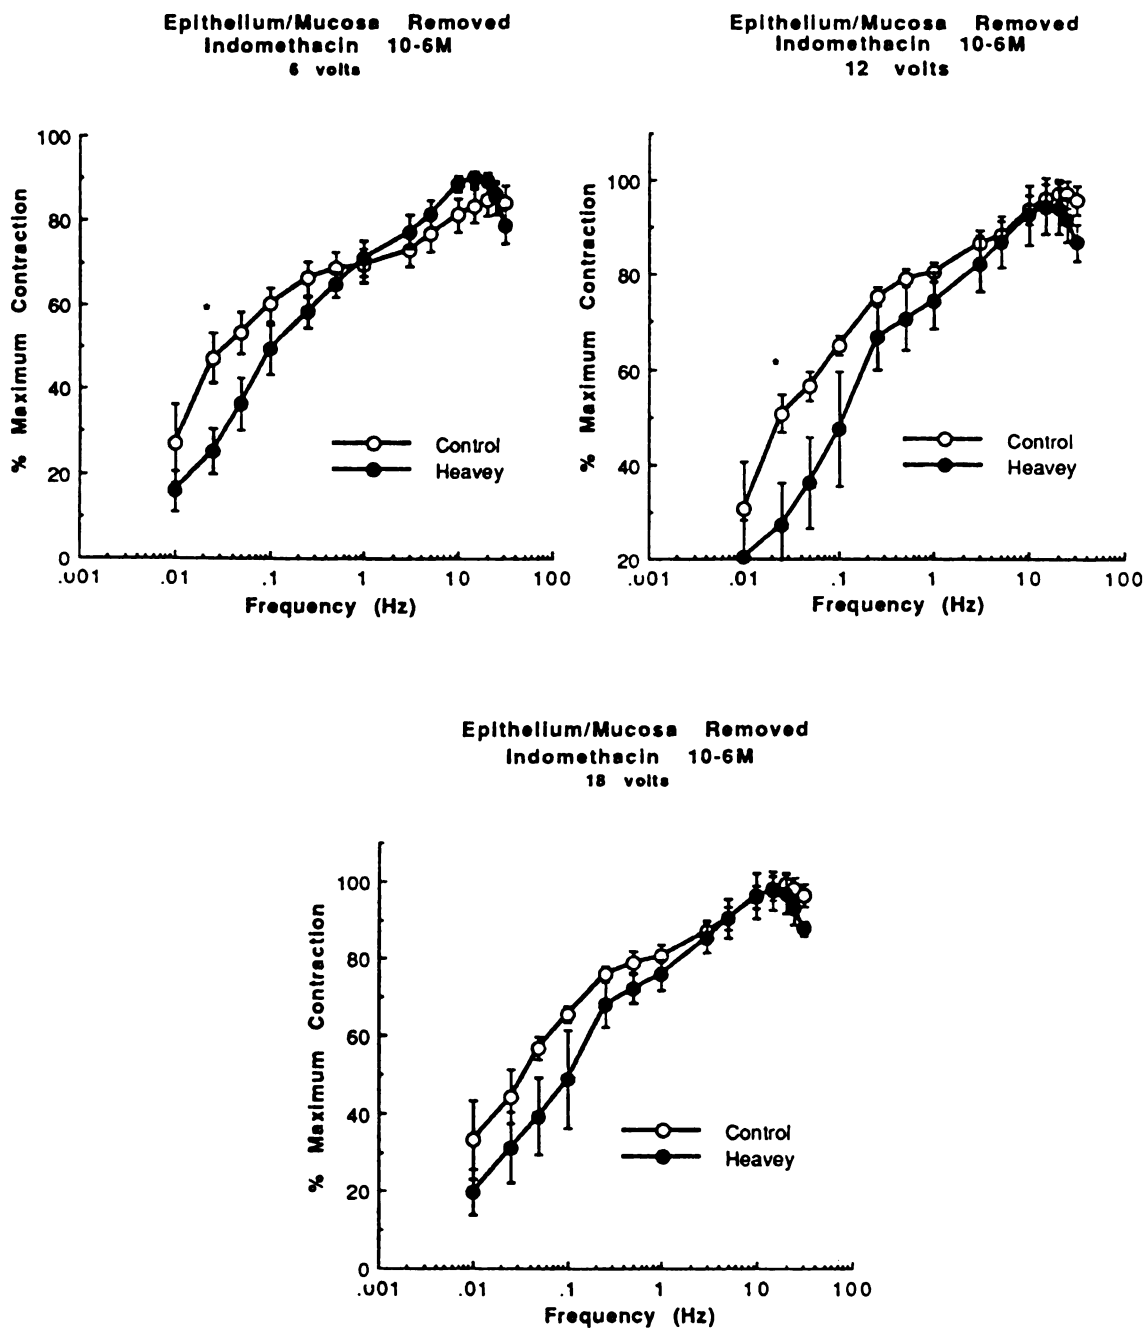 Epithelium/Mucosa Removed
Indomethacin 10-6M
6 volts
% Maximum Contraction
100
80
60
40
20
0
*
Control
Heavey
.001 .01 .1 1 10 100
Frequency (Hz)
Epithelium/Mucosa Removed
Indomethacin 10-6M
12 volts
% Maximum Contraction
100
80
60
40
20
*
Control
Heavey
.001 .01 .1 1 10 100
Frequency (Hz)
Epithelium/Mucosa Removed
Indomethacin 10-6M
18 volts
% Maximum Contraction
100
80
60
40
20
0
Control
Heavey
.001 .01 .1 1 10 100
Frequency (Hz)